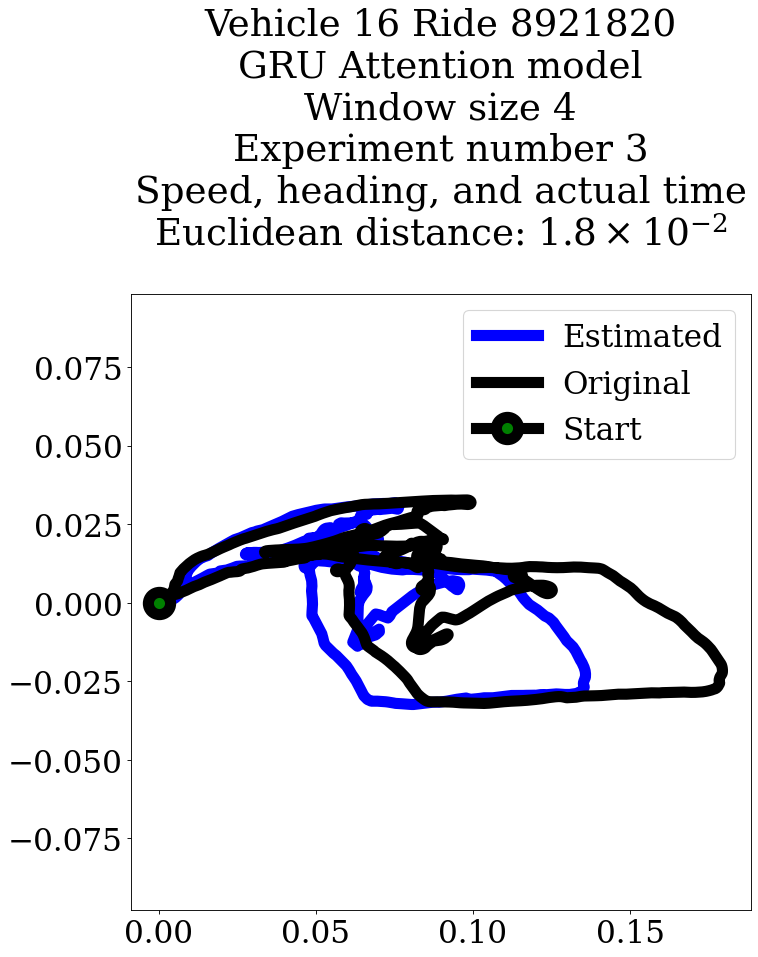 Vehicle 16 Ride 8921820
GRU Attention model
Window size 4
Experiment number 3
Speed, heading, and actual time
Euclidean distance: 1.8 × 10⁻²
Estimated
Original
Start
0.075
0.050
0.025
0.000
−0.025
−0.050
−0.075
0.00 0.05 0.10 0.15